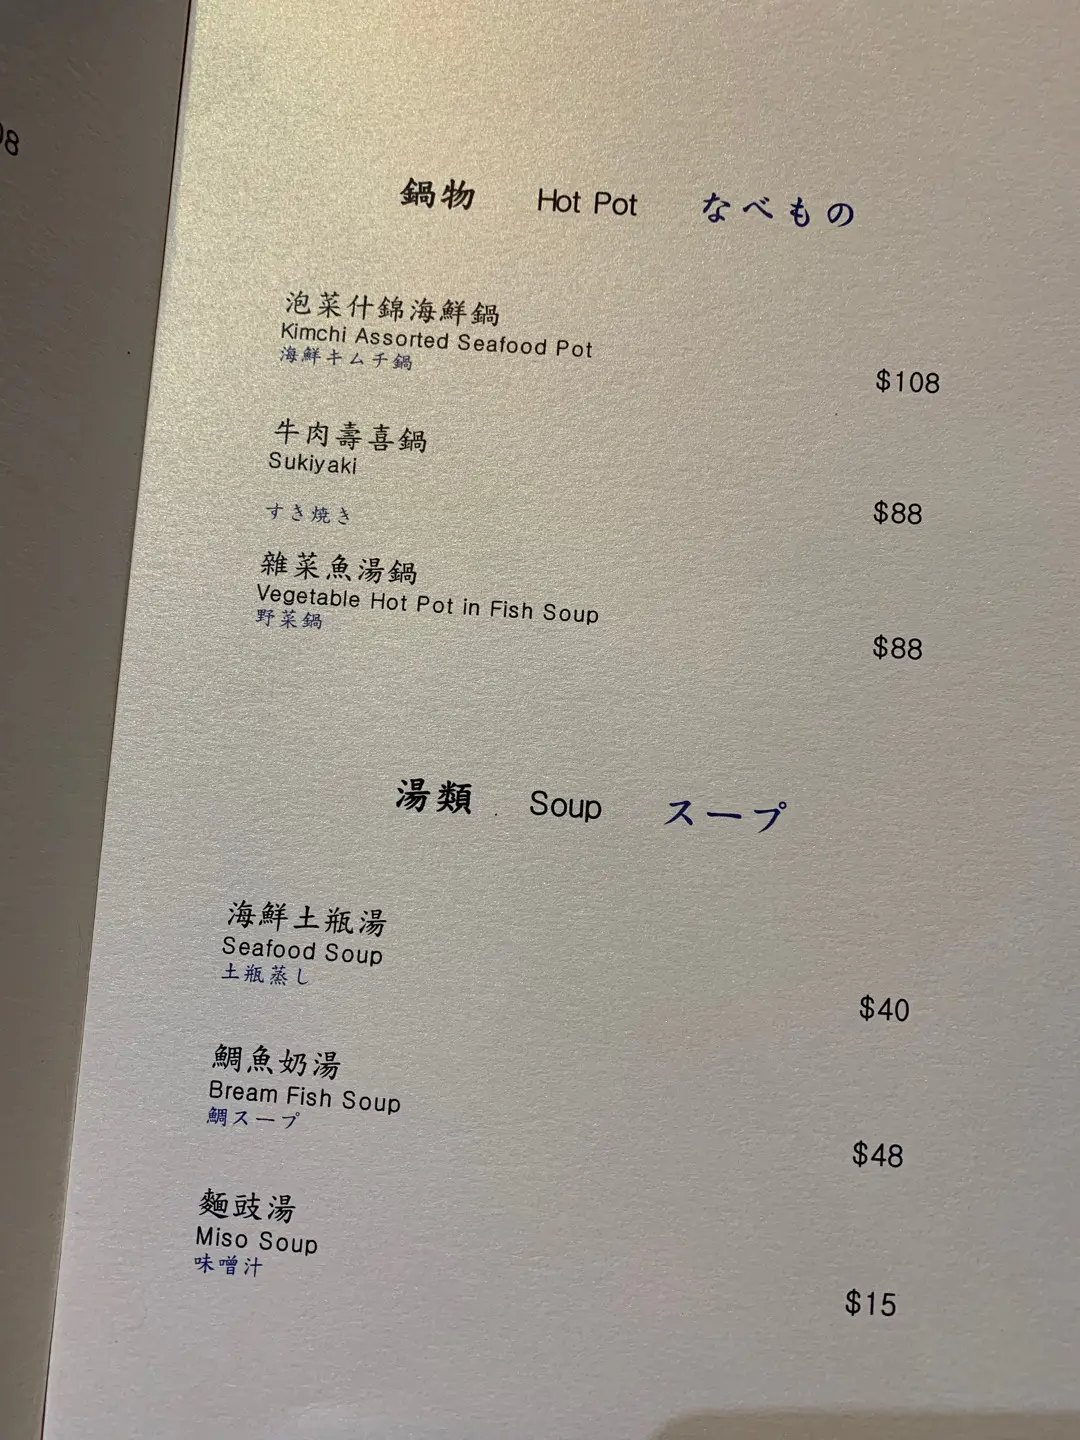 08
鍋物 Hot Pot なべもの
泡菜什錦海鮮鍋
Kimchi Assorted Seafood Pot
海鮮キムチ鍋
$108
牛肉壽喜鍋
Sukiyaki
すき焼き
$88
雜菜魚湯鍋
Vegetable Hot Pot in Fish Soup
野菜鍋
$88
湯類 Soup スープ
海鮮土瓶湯
Seafood Soup
土瓶蒸し
$40
鯛魚奶湯
Bream Fish Soup
鯛スープ
$48
麵豉湯
Miso Soup
味噌汁
$15